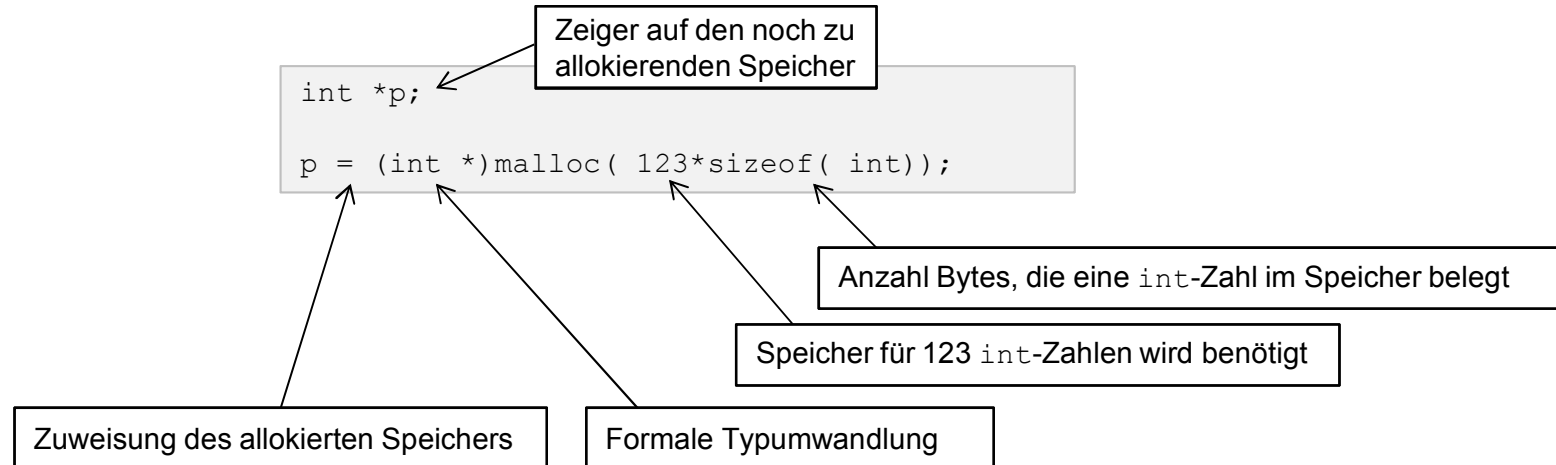 Zeiger auf den noch zu
allokierenden Speicher
int *p;
p = (int *)malloc( 123*sizeof( int));
Anzahl Bytes, die eine int-Zahl im Speicher belegt
Speicher für 123 int-Zahlen wird benötigt
Zuweisung des allokierten Speichers
Formale Typumwandlung